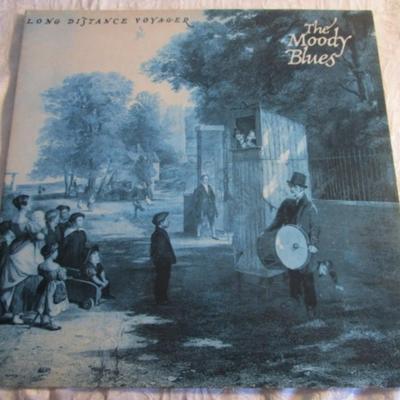 LONG DISTANCE VOYAGER
The
Moody
Blues